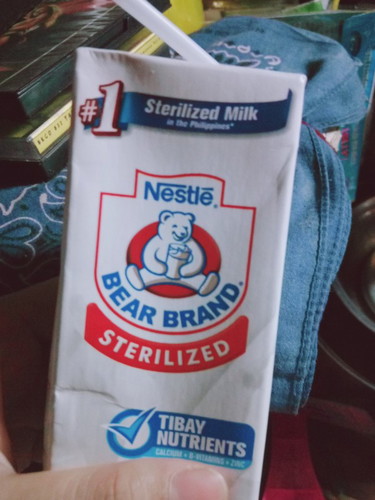 #1
Sterilized Milk
in the Philippines*
Nestlé®
BEAR BRAND®
STERILIZED
TIBAY
NUTRIENTS
CALCIUM • B-VITAMINS • ZINC